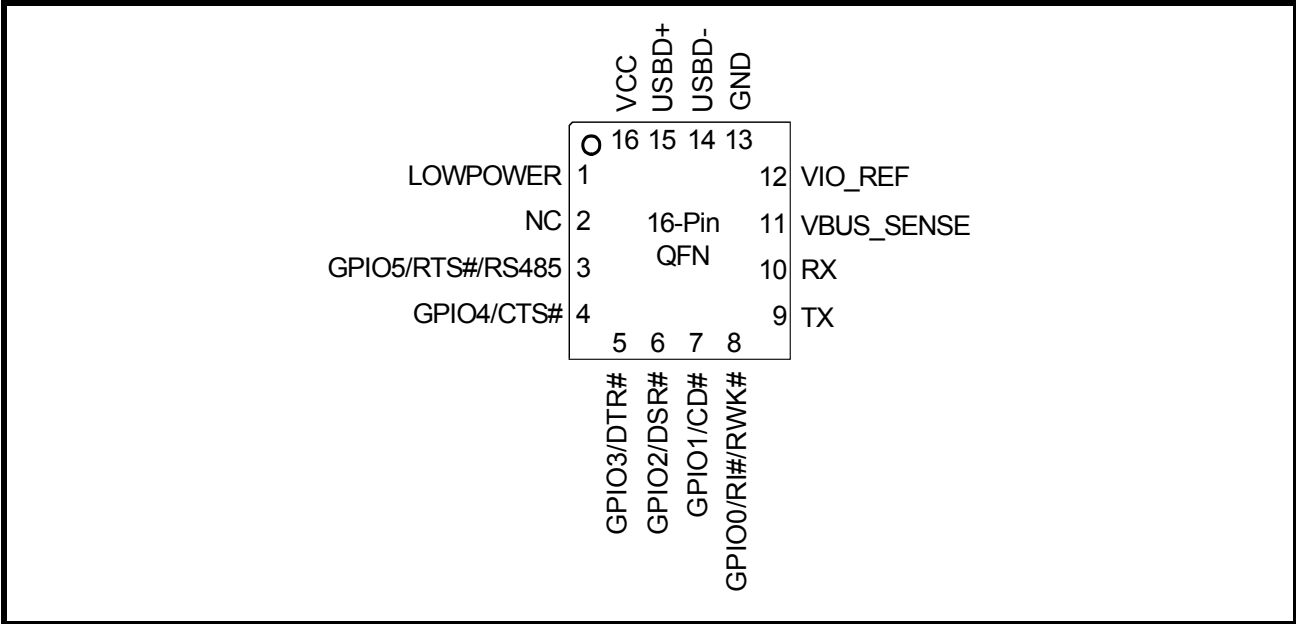 VCC
USBD+
USBD-
GND
16 15 14 13
LOWPOWER 1
12 VIO_REF
NC 2
16-Pin
QFN
11 VBUS_SENSE
GPIO5/RTS#/RS485 3
10 RX
GPIO4/CTS# 4
9 TX
5 6 7 8
GPIO3/DTR#
GPIO2/DSR#
GPIO1/CD#
GPIO0/RI#/RWK#